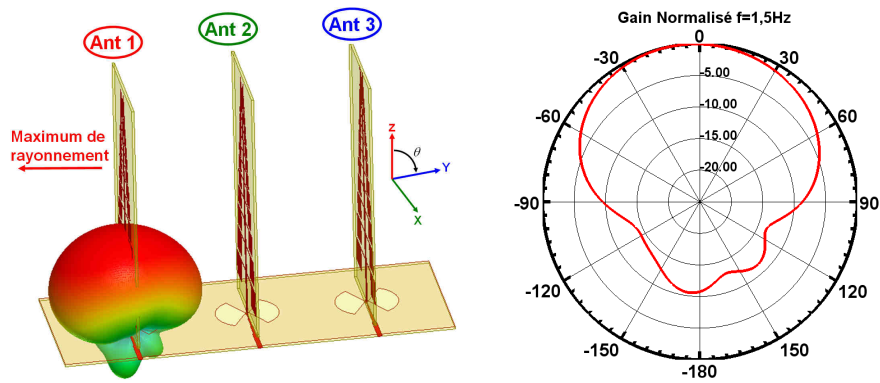 Ant 1
Ant 2
Ant 3
Maximum de
rayonnement
Z
θ
Y
X
Gain Normalisé f=1,5Hz
0
-30
30
-5.00
-10.00
-60
60
-15.00
-20.00
-90
90
-120
120
-150
150
-180